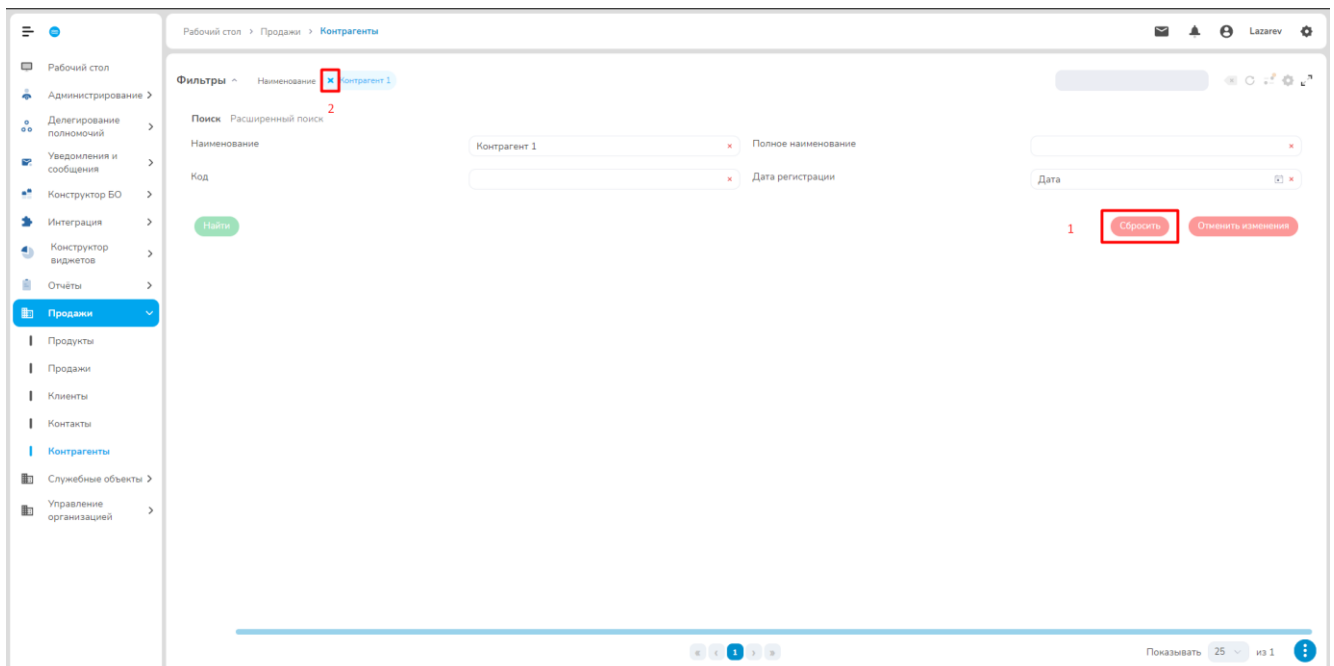 Рабочий стол > Продажи > Контрагенты
Lazarev
Рабочий стол
Администрирование
Делегирование
полномочий
Уведомления и
сообщения
Конструктор БО
Интеграция
Конструктор
виджетов
Отчёты
Продажи
Продукты
Продажи
Клиенты
Контакты
Контрагенты
Служебные объекты
Управление
организацией
Фильтры Наименование × Контрагент 1
2
Поиск Расширенный поиск
Наименование Контрагент 1 × Полное наименование ×
Код × Дата регистрации Дата ×
Найти 1 Сбросить Отменить изменения
« ‹ 1 › »
Показывать 25 из 1